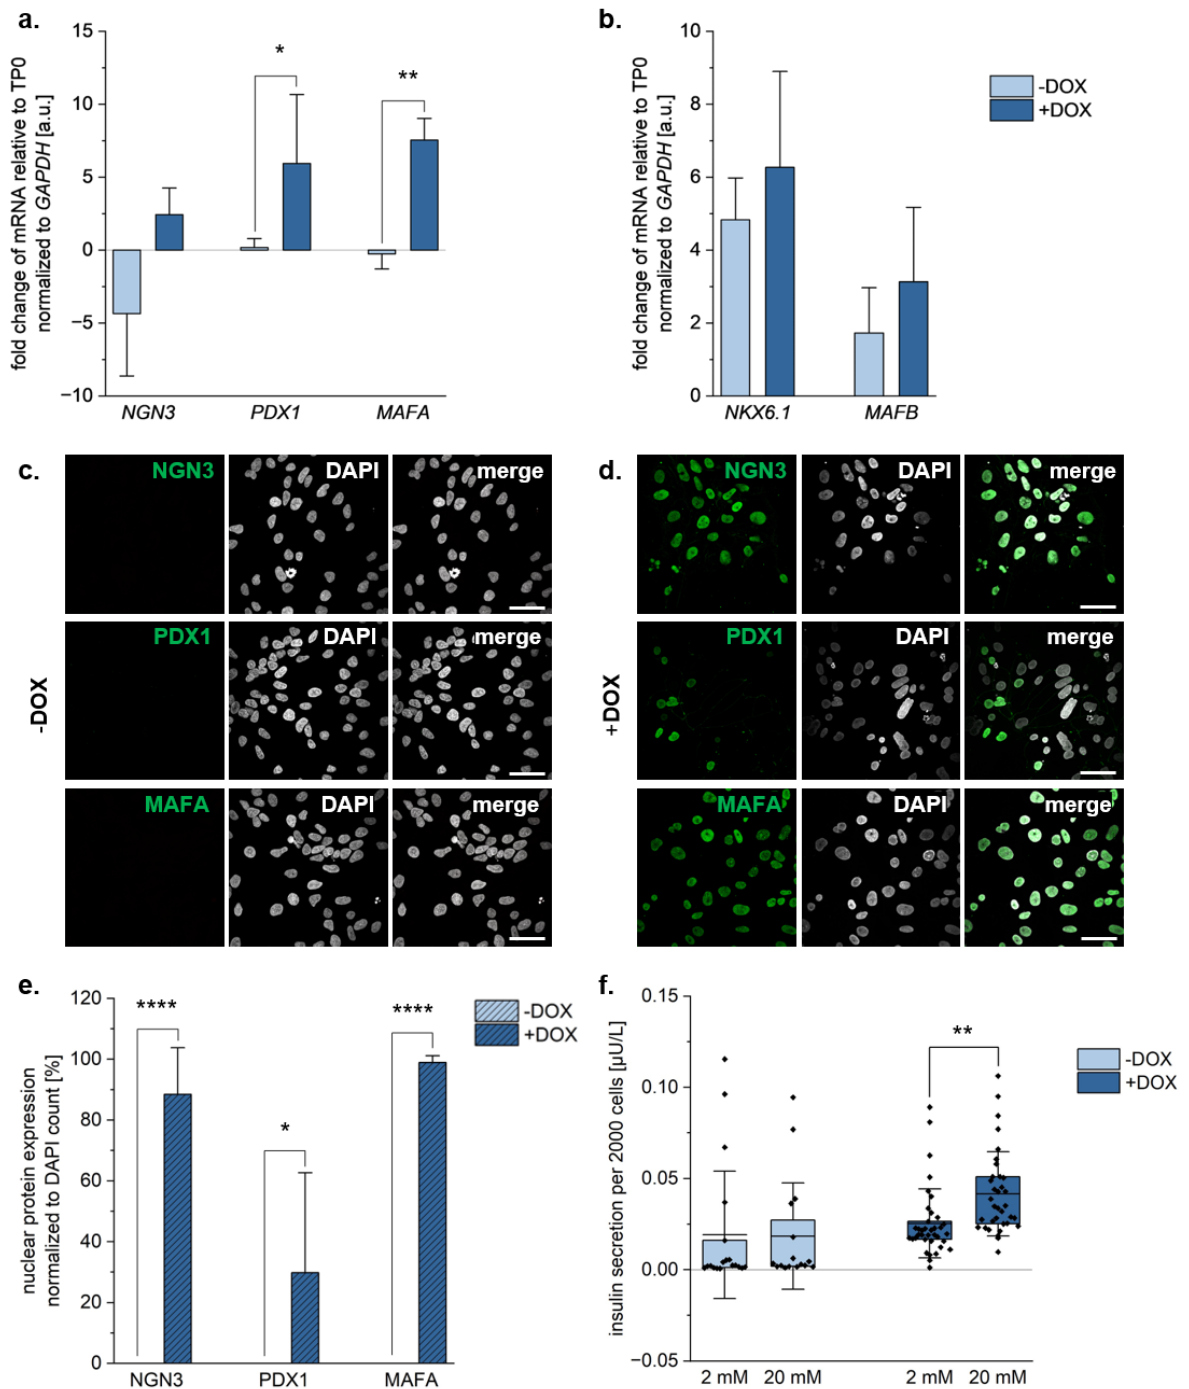 a.
fold change of mRNA relative to TP0
normalized to GAPDH [a.u.]
15
10
5
0
−5
−10
*
**
NGN3 PDX1 MAFA
b.
fold change of mRNA relative to TP0
normalized to GAPDH [a.u.]
10
8
6
4
2
0
NKX6.1 MAFB
-DOX
+DOX
c.
-DOX
NGN3 DAPI merge
PDX1 DAPI merge
MAFA DAPI merge
d.
+DOX
NGN3 DAPI merge
PDX1 DAPI merge
MAFA DAPI merge
e.
nuclear protein expression
normalized to DAPI count [%]
120
100
80
60
40
20
0
****
*
****
NGN3 PDX1 MAFA
-DOX
+DOX
f.
insulin secretion per 2000 cells [µU/L]
0.15
0.10
0.05
0.00
−0.05
**
2 mM 20 mM 2 mM 20 mM
-DOX
+DOX